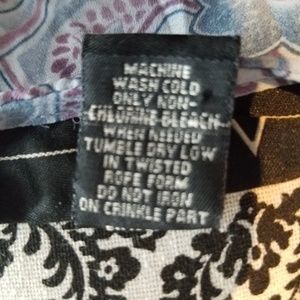 MACHINE
WASH COLD
ONLY NON-
CHLORINE BLEACH
WHEN NEEDED
TUMBLE DRY LOW
IN TWISTED
ROPE FORM
DO NOT IRON
ON CRINKLE PART